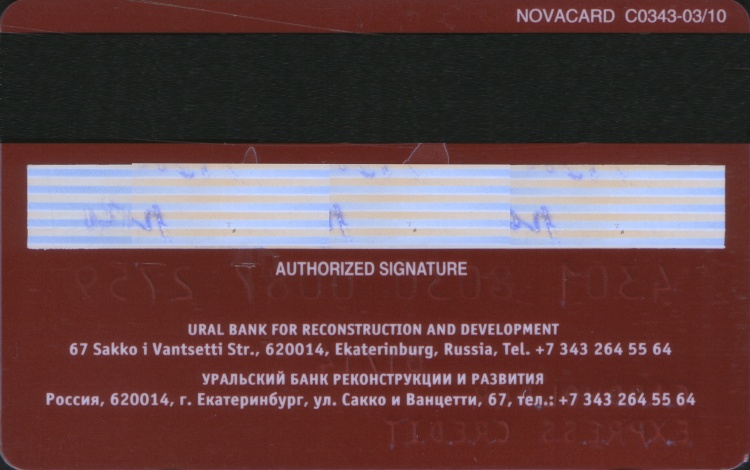 NOVACARD C0343-03/10
AUTHORIZED SIGNATURE
URAL BANK FOR RECONSTRUCTION AND DEVELOPMENT
67 Sakko i Vantsetti Str., 620014, Ekaterinburg, Russia, Tel. +7 343 264 55 64
УРАЛЬСКИЙ БАНК РЕКОНСТРУКЦИИ И РАЗВИТИЯ
Россия, 620014, г. Екатеринбург, ул. Сакко и Ванцетти, 67, тел.: +7 343 264 55 64
EXPRESS CREDIT